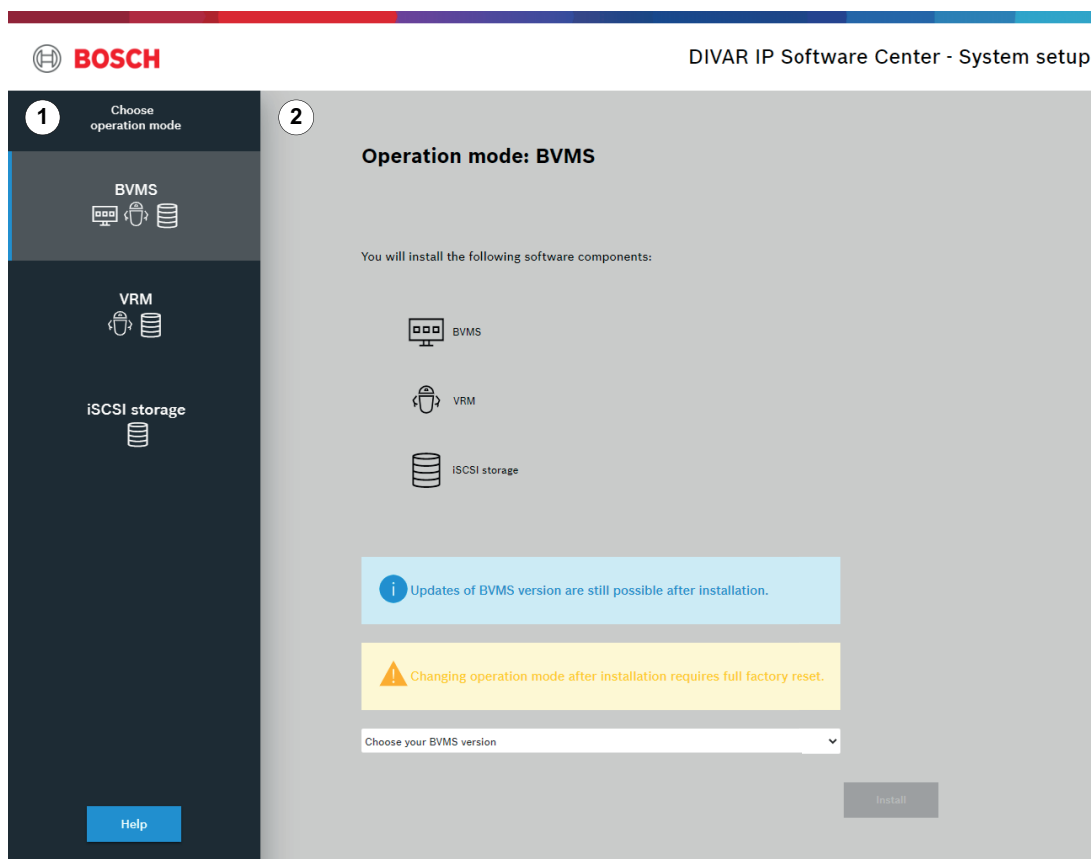 BOSCH
DIVAR IP Software Center - System setup
1
Choose
operation mode
BVMS
VRM
iSCSI storage
Help
2
Operation mode: BVMS
You will install the following software components:
BVMS
VRM
iSCSI storage
i
Updates of BVMS version are still possible after installation.
Changing operation mode after installation requires full factory reset.
Choose your BVMS version
Install